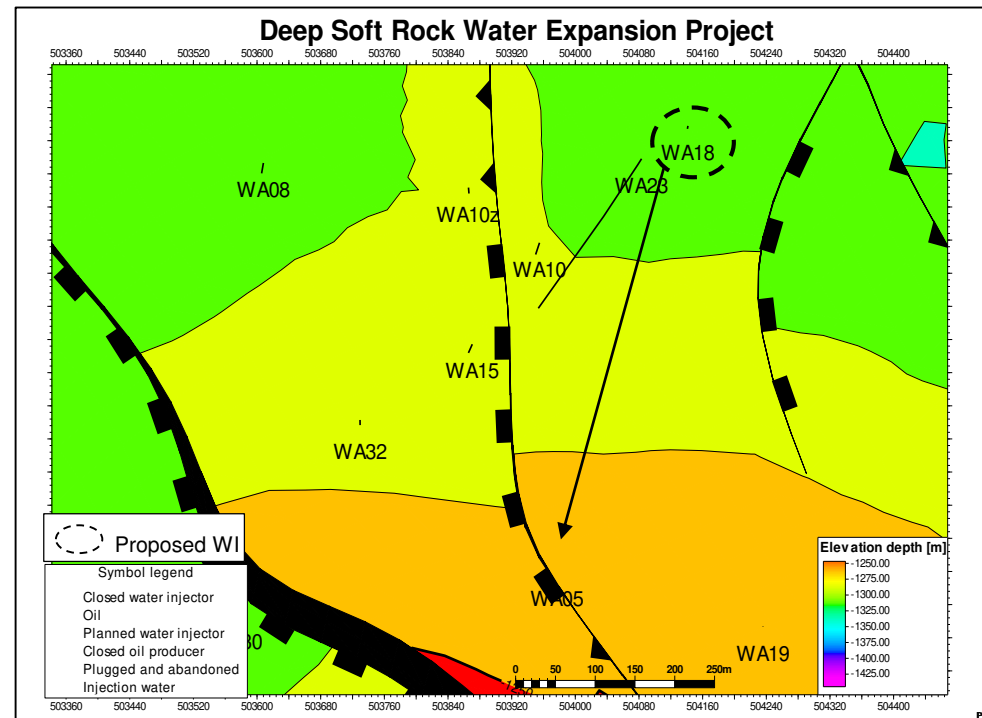 Deep Soft Rock Water Expansion Project
503360 503440 503520 503600 503680 503760 503840 503920 504000 504080 504160 504240 504320 504400
WA18
WA23
WA08
WA10z
WA10
WA15
WA32
Proposed WI
Symbol legend
Closed water injector
Oil
Planned water injector
Closed oil producer
Plugged and abandoned
Injection water
WA05
WA19
Elevation depth [m]
-1250.00
-1275.00
-1300.00
-1325.00
-1350.00
-1375.00
-1400.00
-1425.00
0 50 100 150 200 250m
503360 503440 503520 503600 503680 503760 503840 503920 504000 504080 504160 504240 504320 504400